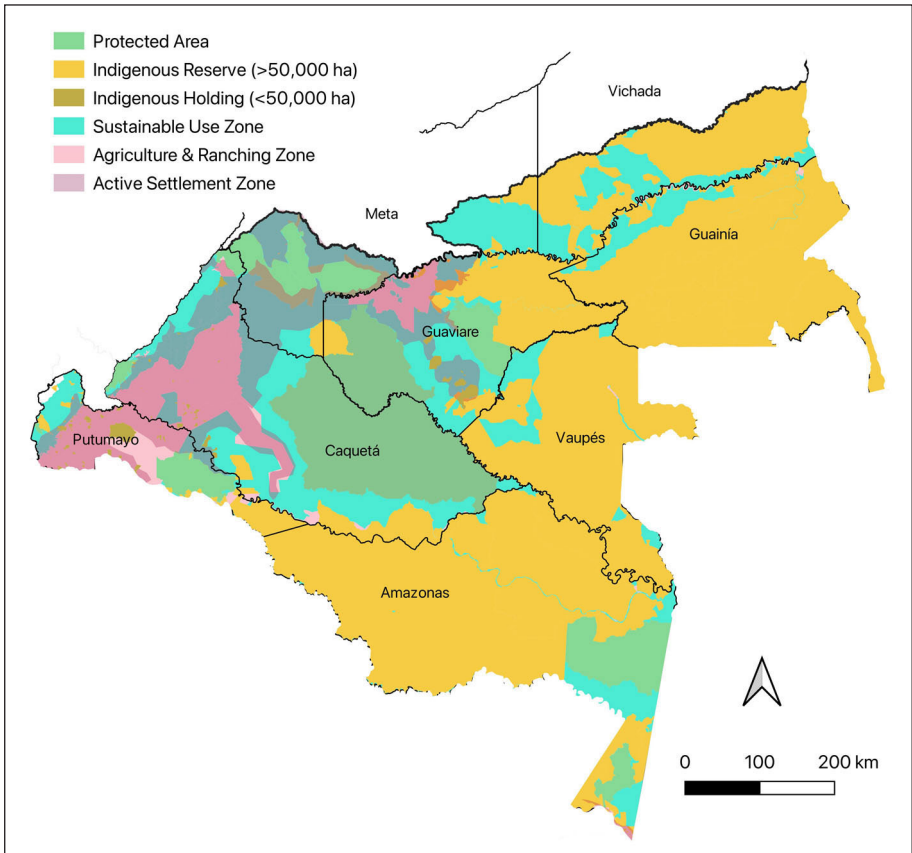 Protected Area
Indigenous Reserve (>50,000 ha)
Indigenous Holding (<50,000 ha)
Sustainable Use Zone
Agriculture & Ranching Zone
Active Settlement Zone
Vichada
Meta
Guainía
Guaviare
Putumayo
Caquetá
Vaupés
Amazonas
0 100 200 km